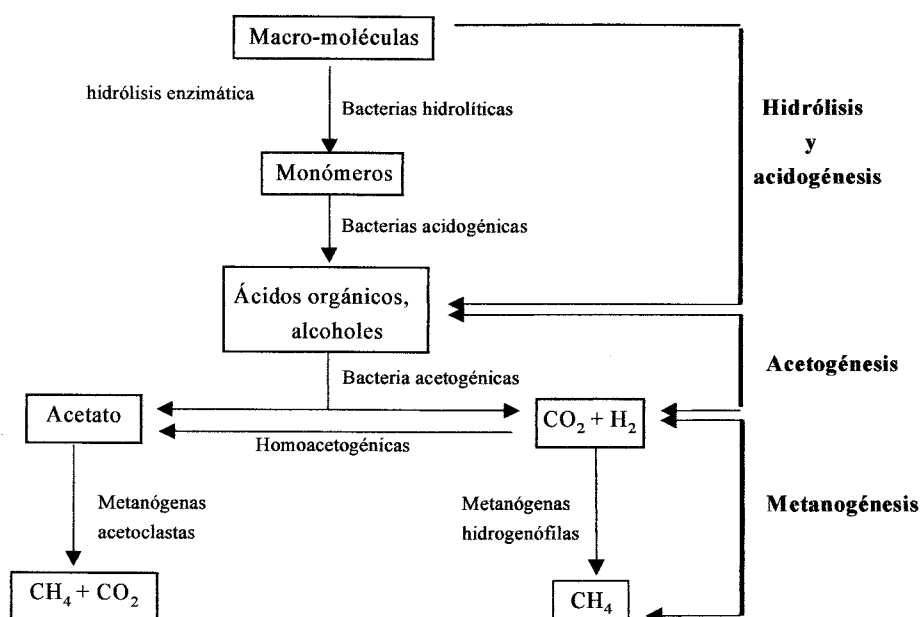 Macro-moléculas
hidrólisis enzimática
Bacterias hidrolíticas
Hidrólisis
y
acidogénesis
Monómeros
Bacterias acidogénicas
Ácidos orgánicos,
alcoholes
Bacteria acetogénicas
Acetogénesis
Acetato
CO₂ + H₂
Homoacetogénicas
Metanógenas
acetoclastas
Metanógenas
hidrogenófilas
Metanogénesis
CH₄ + CO₂
CH₄